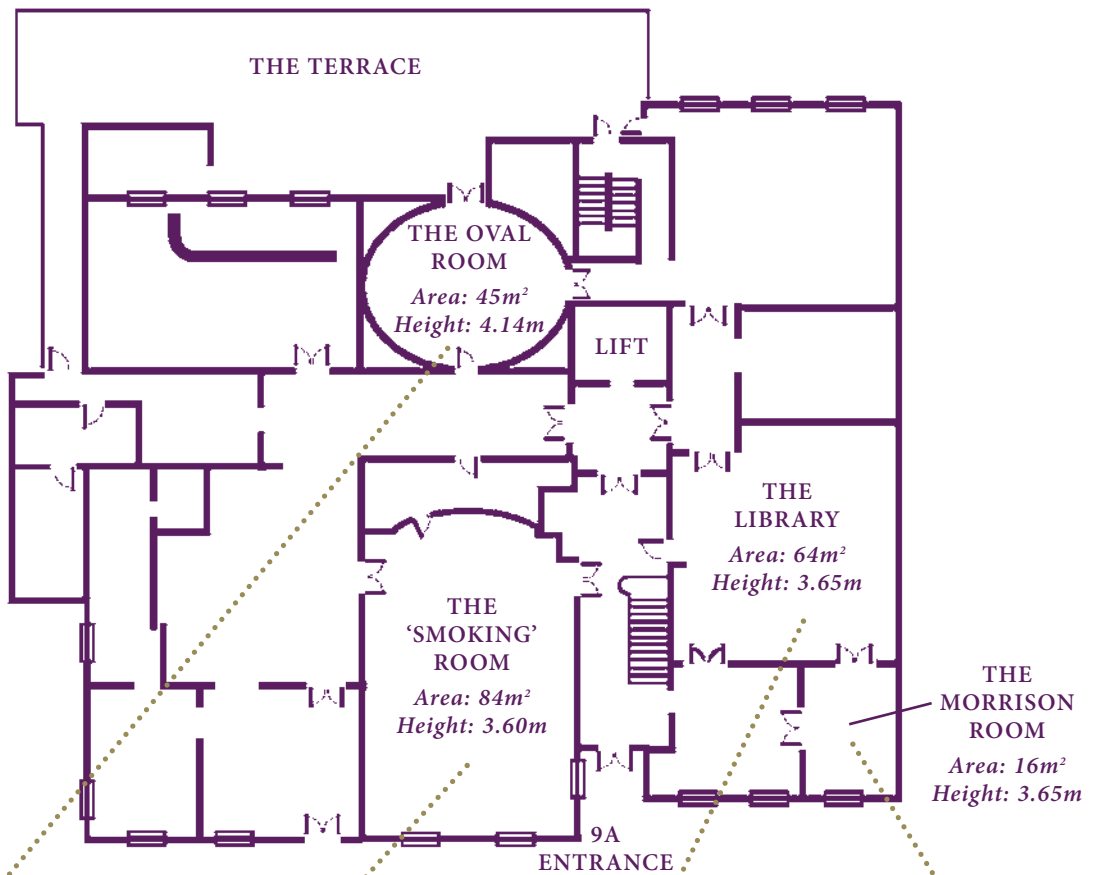 THE TERRACE
THE OVAL
ROOM
Area: 45m²
Height: 4.14m
LIFT
THE
LIBRARY
Area: 64m²
Height: 3.65m
THE
‘SMOKING’
ROOM
Area: 84m²
Height: 3.60m
THE
MORRISON
ROOM
Area: 16m²
Height: 3.65m
9A
ENTRANCE